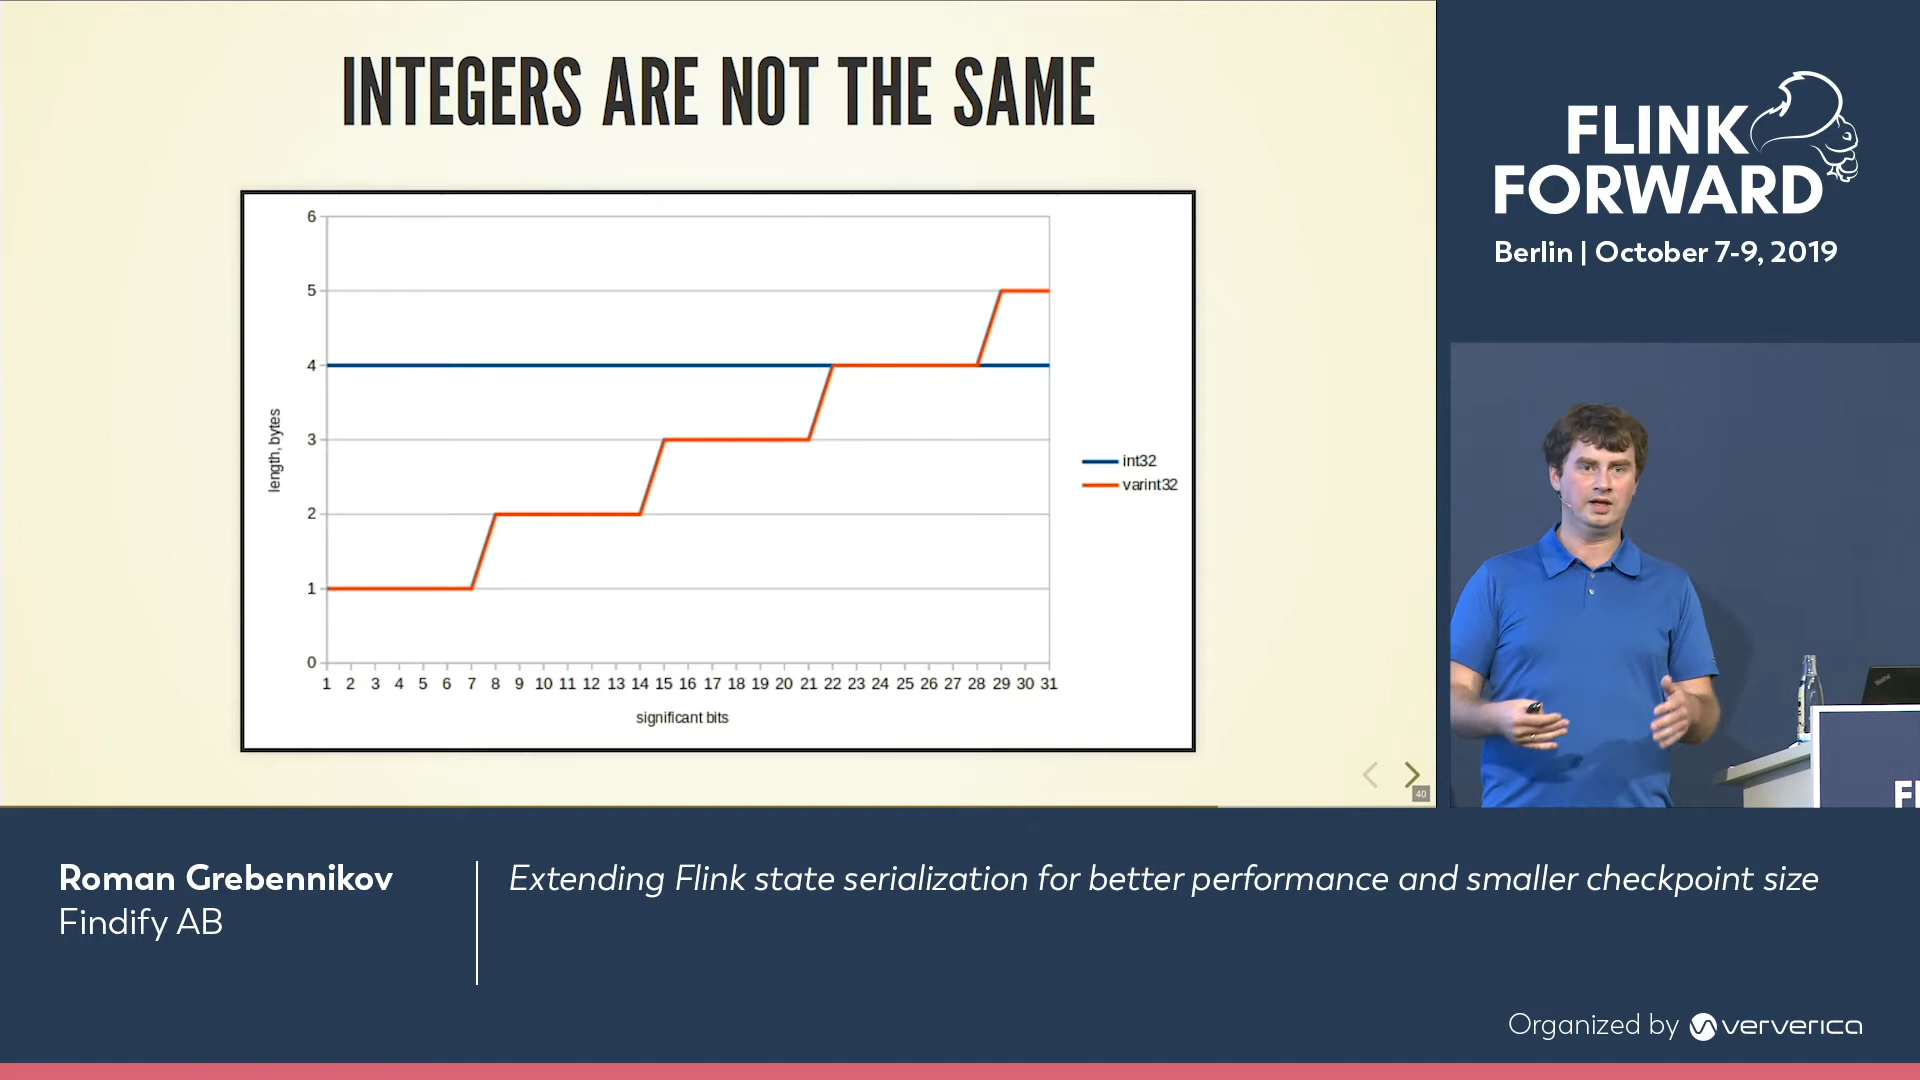 INTEGERS ARE NOT THE SAME
6
5
4
3
2
1
0
length, bytes
1 2 3 4 5 6 7 8 9 10 11 12 13 14 15 16 17 18 19 20 21 22 23 24 25 26 27 28 29 30 31
significant bits
int32
varint32
40
FLINK
FORWARD
Berlin | October 7-9, 2019
Roman Grebennikov
Findify AB
Extending Flink state serialization for better performance and smaller checkpoint size
Organized by ververica